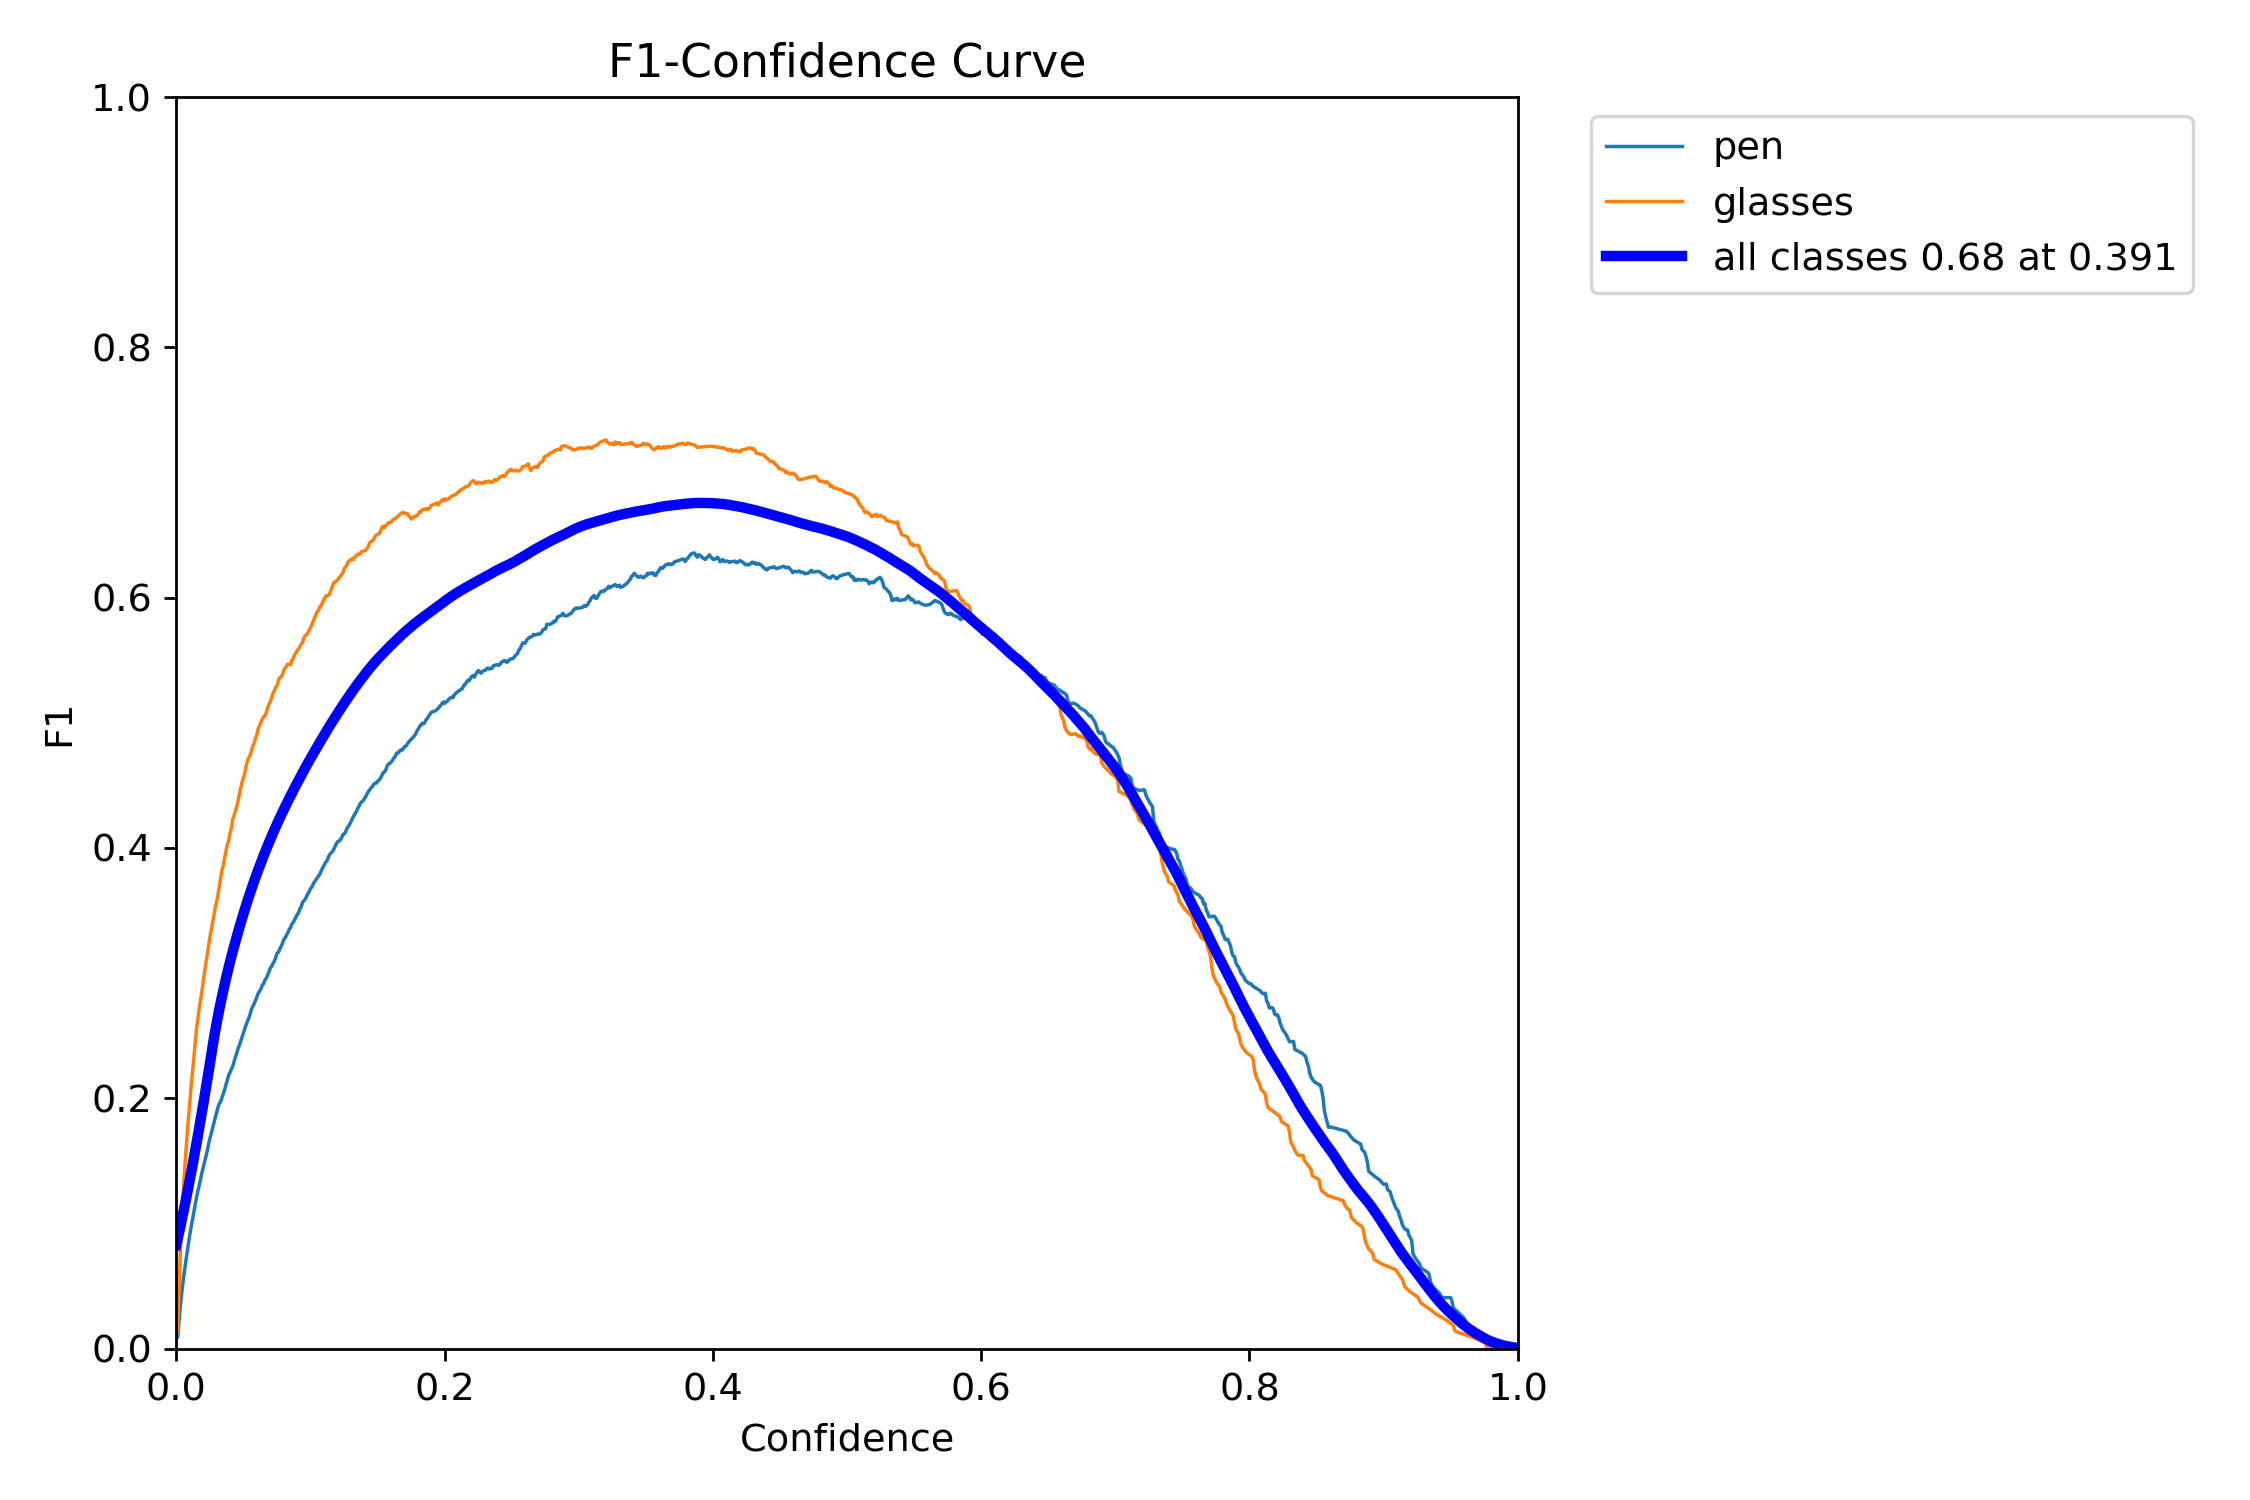 F1-Confidence Curve
1.0
0.8
0.6
0.4
0.2
0.0
F1
0.0 0.2 0.4 0.6 0.8 1.0
Confidence
pen
glasses
all classes 0.68 at 0.391